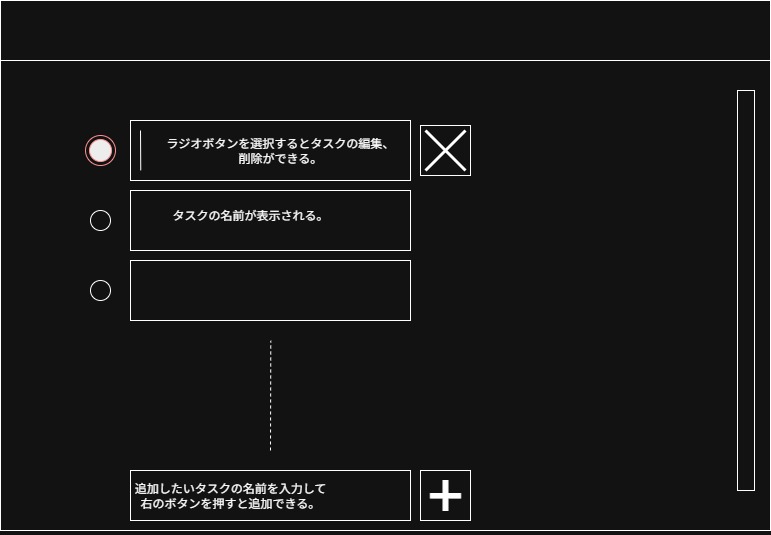 ラジオボタンを選択するとタスクの編集、
削除ができる。
タスクの名前が表示される。
追加したいタスクの名前を入力して
右のボタンを押すと追加できる。